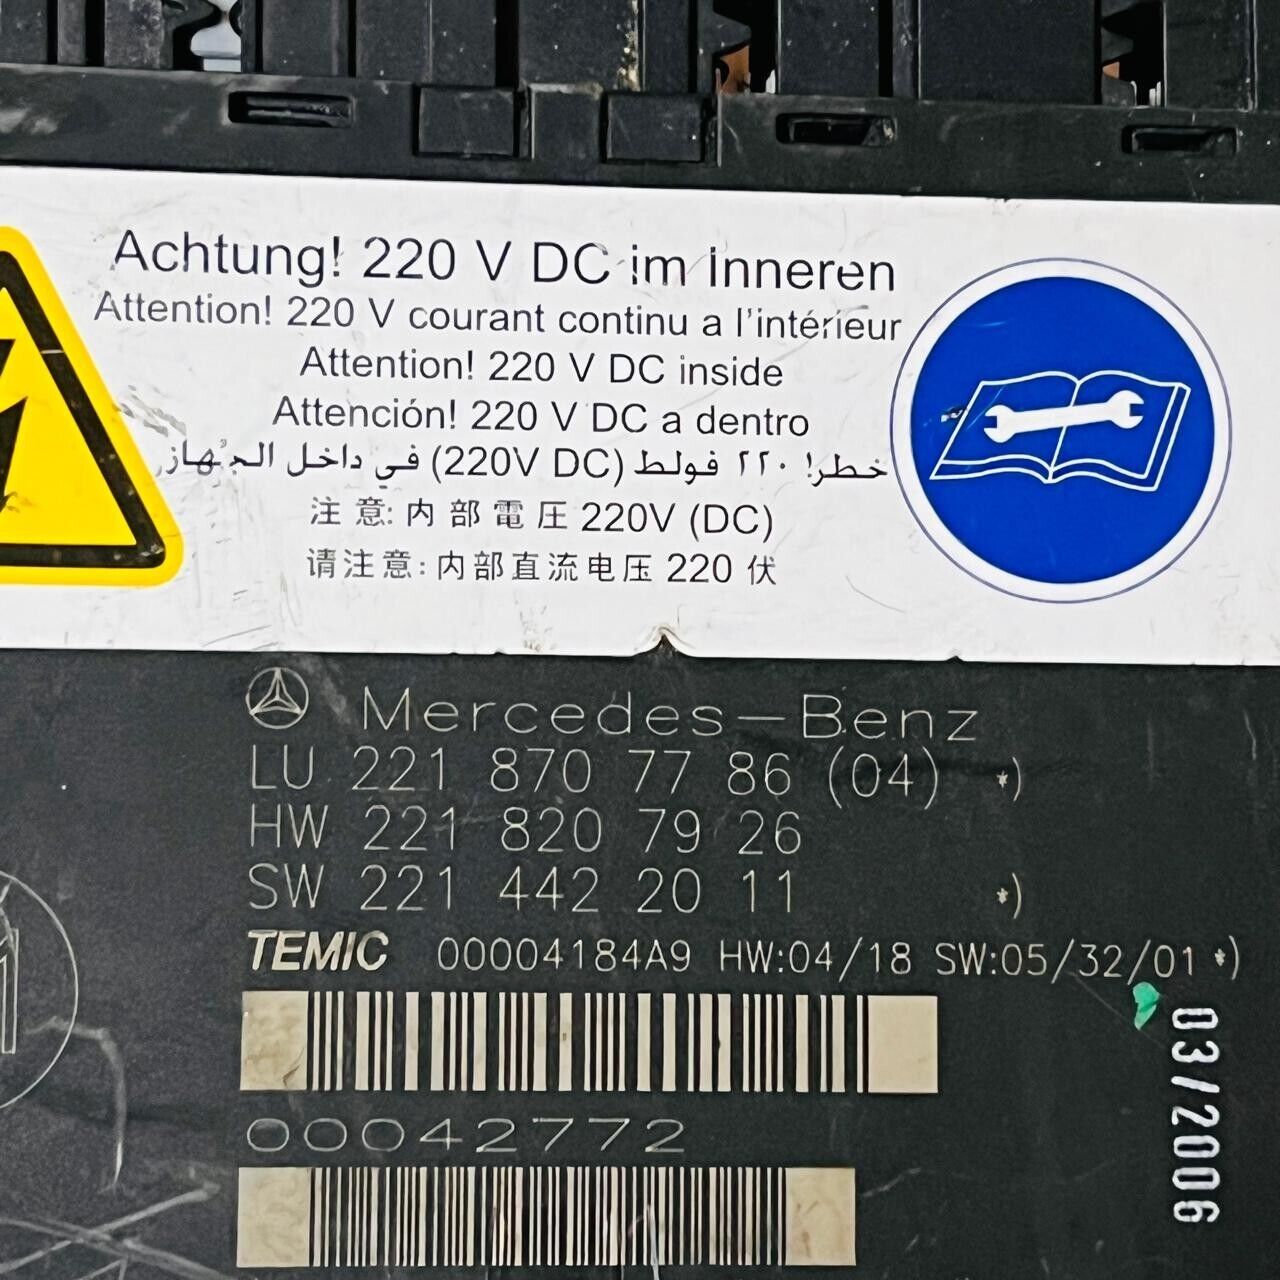 Achtung! 220 V DC im Inneren
Attention! 220 V courant continu a l'intérieur
Attention! 220 V DC inside
Attención! 220 V DC a dentro
خطر! ٢٢٠ فولط (220V DC) في داخل الجهاز
注意: 内部電圧 220V (DC)
请注意: 内部直流电压 220 伏
Mercedes-Benz
LU 221 870 77 86 (04) *)
HW 221 820 79 26
SW 221 442 20 11 *)
TEMIC 00004184A9 HW:04/18 SW:05/32/01 *)
00042772
03/2006